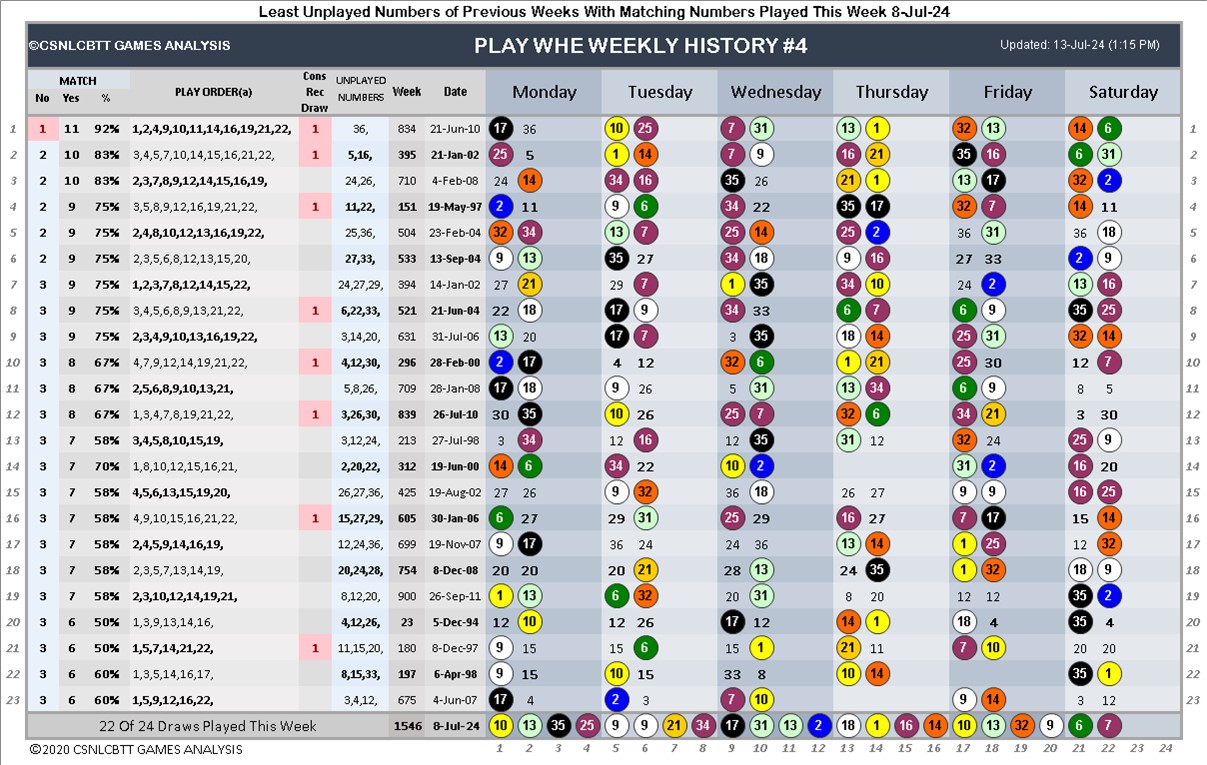 Least Unplayed Numbers of Previous Weeks With Matching Numbers Played This Week 8-Jul-24
©CSNLCBTT GAMES ANALYSIS PLAY WHE WEEKLY HISTORY #4 Updated: 13-Jul-24 (1:15 PM)
MATCH No Yes % PLAY ORDER(a) Cons Rec Draw UNPLAYED NUMBERS Week Date Monday Tuesday Wednesday Thursday Friday Saturday
1 1 11 92% 1,2,4,9,10,11,14,16,19,21,22, 1 36, 834 21-Jun-10 17 36 10 25 7 31 13 1 32 13 14 6 1
2 2 10 83% 3,4,5,7,10,14,15,16,21,22, 1 5,16, 395 21-Jan-02 25 5 1 14 7 9 16 21 35 16 6 31 2
3 2 10 83% 2,3,7,8,9,12,14,15,16,19, 24,26, 710 4-Feb-08 24 14 34 16 35 26 21 1 13 17 32 2 3
4 2 9 75% 3,5,8,9,12,16,19,21,22, 1 11,22, 151 19-May-97 2 11 9 6 34 22 35 17 32 7 14 11 4
5 2 9 75% 2,4,8,10,12,13,16,19,22, 25,36, 504 23-Feb-04 32 34 13 7 25 14 25 2 36 31 36 18 5
6 2 9 75% 2,3,5,6,8,12,13,15,20, 27,33, 533 13-Sep-04 9 13 35 27 34 18 9 16 27 33 2 9 6
7 3 9 75% 1,2,3,7,8,12,14,15,22, 24,27,29, 394 14-Jan-02 27 21 29 7 1 35 34 10 24 2 13 16 7
8 3 9 75% 3,4,5,6,8,9,13,21,22, 1 6,22,33, 521 21-Jun-04 22 18 17 9 34 33 6 7 6 9 35 25 8
9 3 9 75% 2,3,4,9,10,13,16,19,22, 3,14,20, 631 31-Jul-06 13 20 17 7 3 35 18 14 25 31 32 14 9
10 3 8 67% 4,7,9,12,14,19,21,22, 1 4,12,30, 296 28-Feb-00 2 17 4 12 32 6 1 21 25 30 12 7 10
11 3 8 67% 2,5,6,8,9,10,13,21, 5,8,26, 709 28-Jan-08 17 18 9 26 5 31 13 34 6 9 8 5 11
12 3 8 67% 1,3,4,7,8,19,21,22, 1 3,26,30, 839 26-Jul-10 30 35 10 26 25 7 32 6 34 21 3 30 12
13 3 7 58% 3,4,5,8,10,15,19, 3,12,24, 213 27-Jul-98 3 34 12 16 12 35 31 12 32 24 25 9 13
14 3 7 70% 1,8,10,12,15,16,21, 2,20,22, 312 19-Jun-00 14 6 34 22 10 2 31 2 16 20 14
15 3 7 58% 4,5,6,13,15,19,20, 26,27,36, 425 19-Aug-02 27 26 9 32 36 18 26 27 9 9 16 25 15
16 3 7 58% 4,9,10,15,16,21,22, 1 15,27,29, 605 30-Jan-06 6 27 29 31 25 29 16 27 7 17 15 14 16
17 3 7 58% 2,4,5,9,14,16,19, 12,24,36, 699 19-Nov-07 9 17 36 24 24 36 13 14 1 25 12 32 17
18 3 7 58% 2,3,5,7,13,14,19, 20,24,28, 754 8-Dec-08 20 20 20 21 28 13 24 35 1 32 18 9 18
19 3 7 58% 2,3,10,12,14,19,21, 8,12,20, 900 26-Sep-11 1 13 6 32 20 31 8 20 12 12 35 2 19
20 3 6 50% 1,3,9,13,14,16, 4,12,26, 23 5-Dec-94 12 10 12 26 17 12 14 1 18 4 35 4 20
21 3 6 50% 1,5,7,14,21,22, 1 11,15,20, 180 8-Dec-97 9 15 15 6 15 1 21 11 7 10 20 20 21
22 3 6 60% 1,3,5,14,16,17, 8,15,33, 197 6-Apr-98 9 15 10 15 33 8 10 14 35 1 22
23 3 6 60% 1,5,9,12,16,22, 3,4,12, 675 4-Jun-07 17 4 2 3 7 10 9 14 3 12 23
22 Of 24 Draws Played This Week 1546 8-Jul-24 10 13 35 25 9 9 21 34 17 31 13 2 18 1 16 14 10 13 32 9 6 7
©2020 CSNLCBTT GAMES ANALYSIS 1 2 3 4 5 6 7 8 9 10 11 12 13 14 15 16 17 18 19 20 21 22 23 24